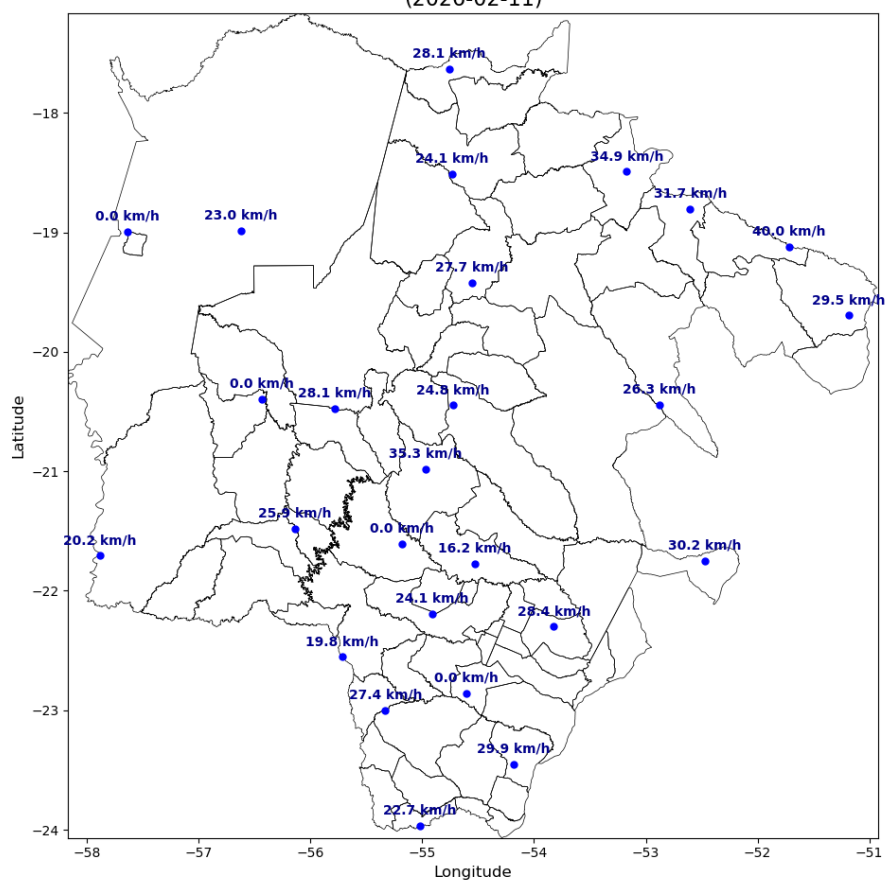 (2026-02-11)
28.1 km/h
−18
24.1 km/h
34.9 km/h
31.7 km/h
0.0 km/h
23.0 km/h
40.0 km/h
−19
27.7 km/h
29.5 km/h
−20
0.0 km/h
28.1 km/h
24.8 km/h
26.3 km/h
Latitude
35.3 km/h
−21
25.9 km/h
20.2 km/h
0.0 km/h
16.2 km/h
30.2 km/h
−22
24.1 km/h
28.4 km/h
19.8 km/h
0.0 km/h
27.4 km/h
−23
29.9 km/h
22.7 km/h
−24
−58 −57 −56 −55 −54 −53 −52 −51
Longitude